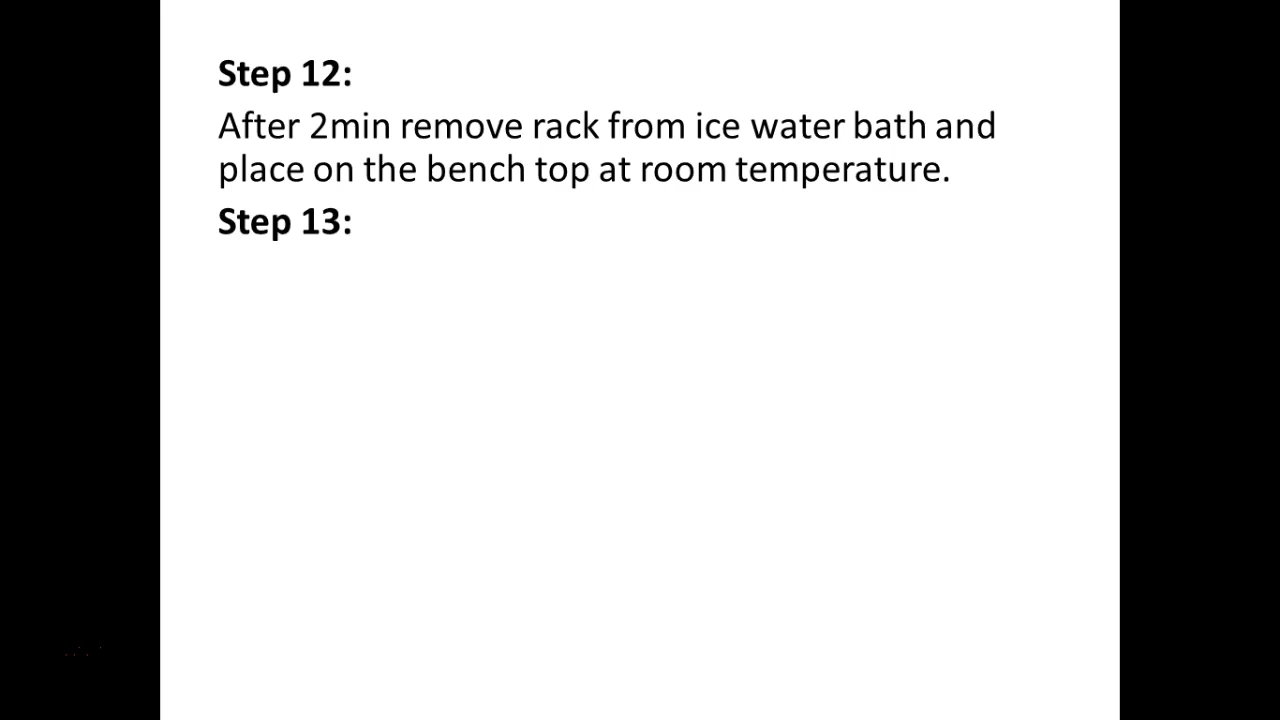 Step 12:
After 2min remove rack from ice water bath and
place on the bench top at room temperature.
Step 13: